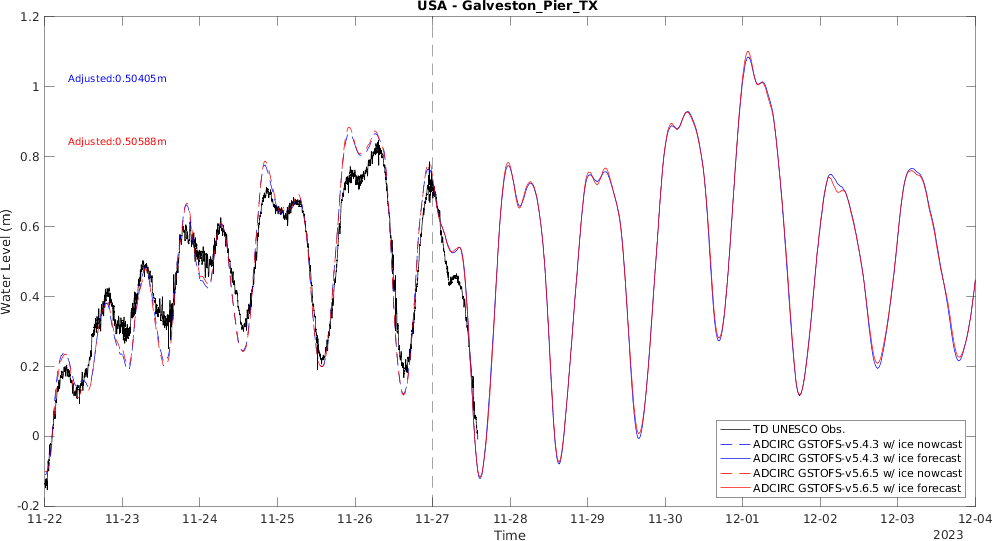 USA - Galveston_Pier_TX
1.2
1
0.8
0.6
0.4
0.2
0
-0.2
Water Level (m)
Adjusted:0.50405m
Adjusted:0.50588m
TD UNESCO Obs.
ADCIRC GSTOFS-v5.4.3 w/ ice nowcast
ADCIRC GSTOFS-v5.4.3 w/ ice forecast
ADCIRC GSTOFS-v5.6.5 w/ ice nowcast
ADCIRC GSTOFS-v5.6.5 w/ ice forecast
11-22 11-23 11-24 11-25 11-26 11-27 11-28 11-29 11-30 12-01 12-02 12-03 12-04
Time
2023